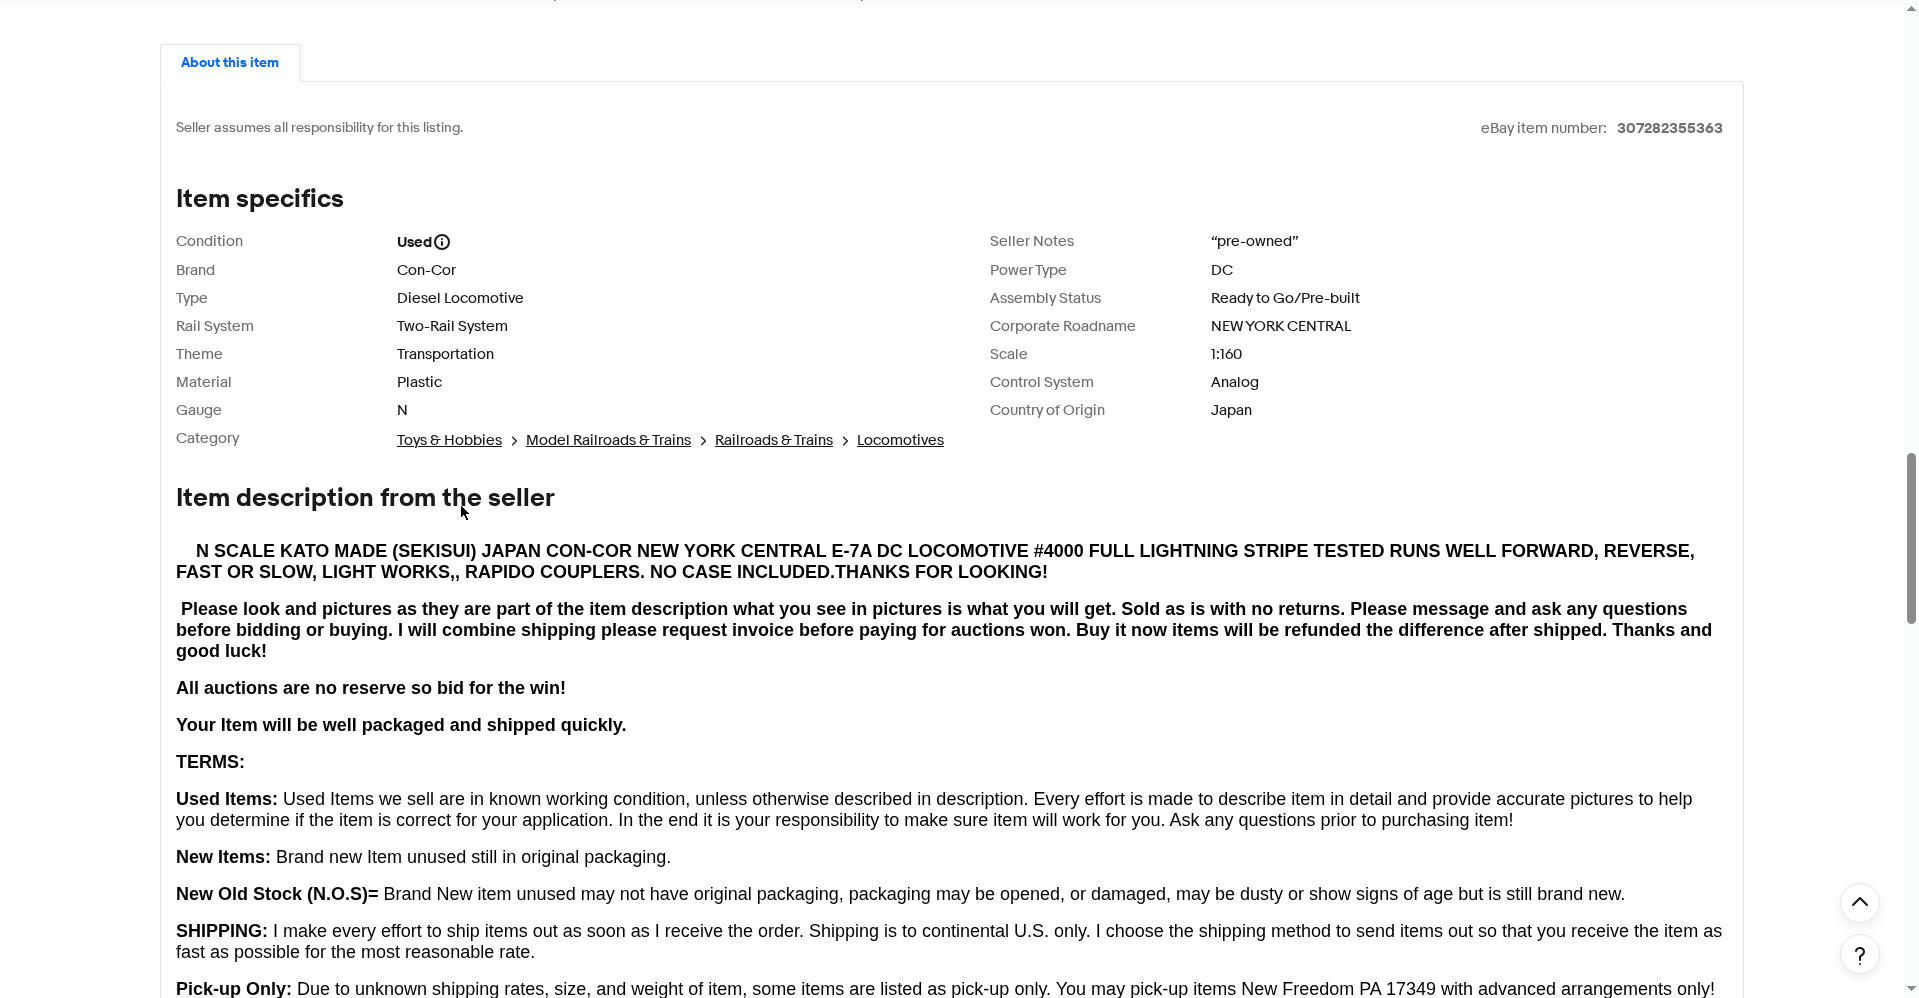 About this item
Seller assumes all responsibility for this listing.
eBay item number: 307282355363
Item specifics
Condition Used Seller Notes “pre-owned”
Brand Con-Cor Power Type DC
Type Diesel Locomotive Assembly Status Ready to Go/Pre-built
Rail System Two-Rail System Corporate Roadname NEW YORK CENTRAL
Theme Transportation Scale 1:160
Material Plastic Control System Analog
Gauge N Country of Origin Japan
Category Toys & Hobbies > Model Railroads & Trains > Railroads & Trains > Locomotives
Item description from the seller
N SCALE KATO MADE (SEKISUI) JAPAN CON-COR NEW YORK CENTRAL E-7A DC LOCOMOTIVE #4000 FULL LIGHTNING STRIPE TESTED RUNS WELL FORWARD, REVERSE,
FAST OR SLOW, LIGHT WORKS,, RAPIDO COUPLERS. NO CASE INCLUDED.THANKS FOR LOOKING!
Please look and pictures as they are part of the item description what you see in pictures is what you will get. Sold as is with no returns. Please message and ask any questions
before bidding or buying. I will combine shipping please request invoice before paying for auctions won. Buy it now items will be refunded the difference after shipped. Thanks and
good luck!
All auctions are no reserve so bid for the win!
Your Item will be well packaged and shipped quickly.
TERMS:
Used Items: Used Items we sell are in known working condition, unless otherwise described in description. Every effort is made to describe item in detail and provide accurate pictures to help
you determine if the item is correct for your application. In the end it is your responsibility to make sure item will work for you. Ask any questions prior to purchasing item!
New Items: Brand new Item unused still in original packaging.
New Old Stock (N.O.S)= Brand New item unused may not have original packaging, packaging may be opened, or damaged, may be dusty or show signs of age but is still brand new.
SHIPPING: I make every effort to ship items out as soon as I receive the order. Shipping is to continental U.S. only. I choose the shipping method to send items out so that you receive the item as
fast as possible for the most reasonable rate.
Pick-up Only: Due to unknown shipping rates, size, and weight of item, some items are listed as pick-up only. You may pick-up items New Freedom PA 17349 with advanced arrangements only!